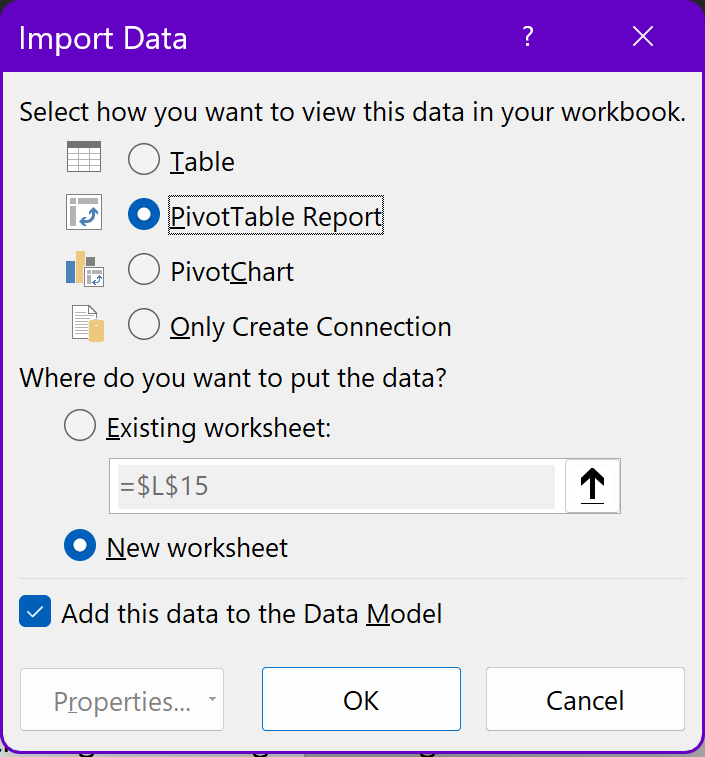 Import Data ?
Select how you want to view this data in your workbook.
Table
PivotTable Report
PivotChart
Only Create Connection
Where do you want to put the data?
Existing worksheet:
=$L$15
New worksheet
Add this data to the Data Model
Properties... OK Cancel